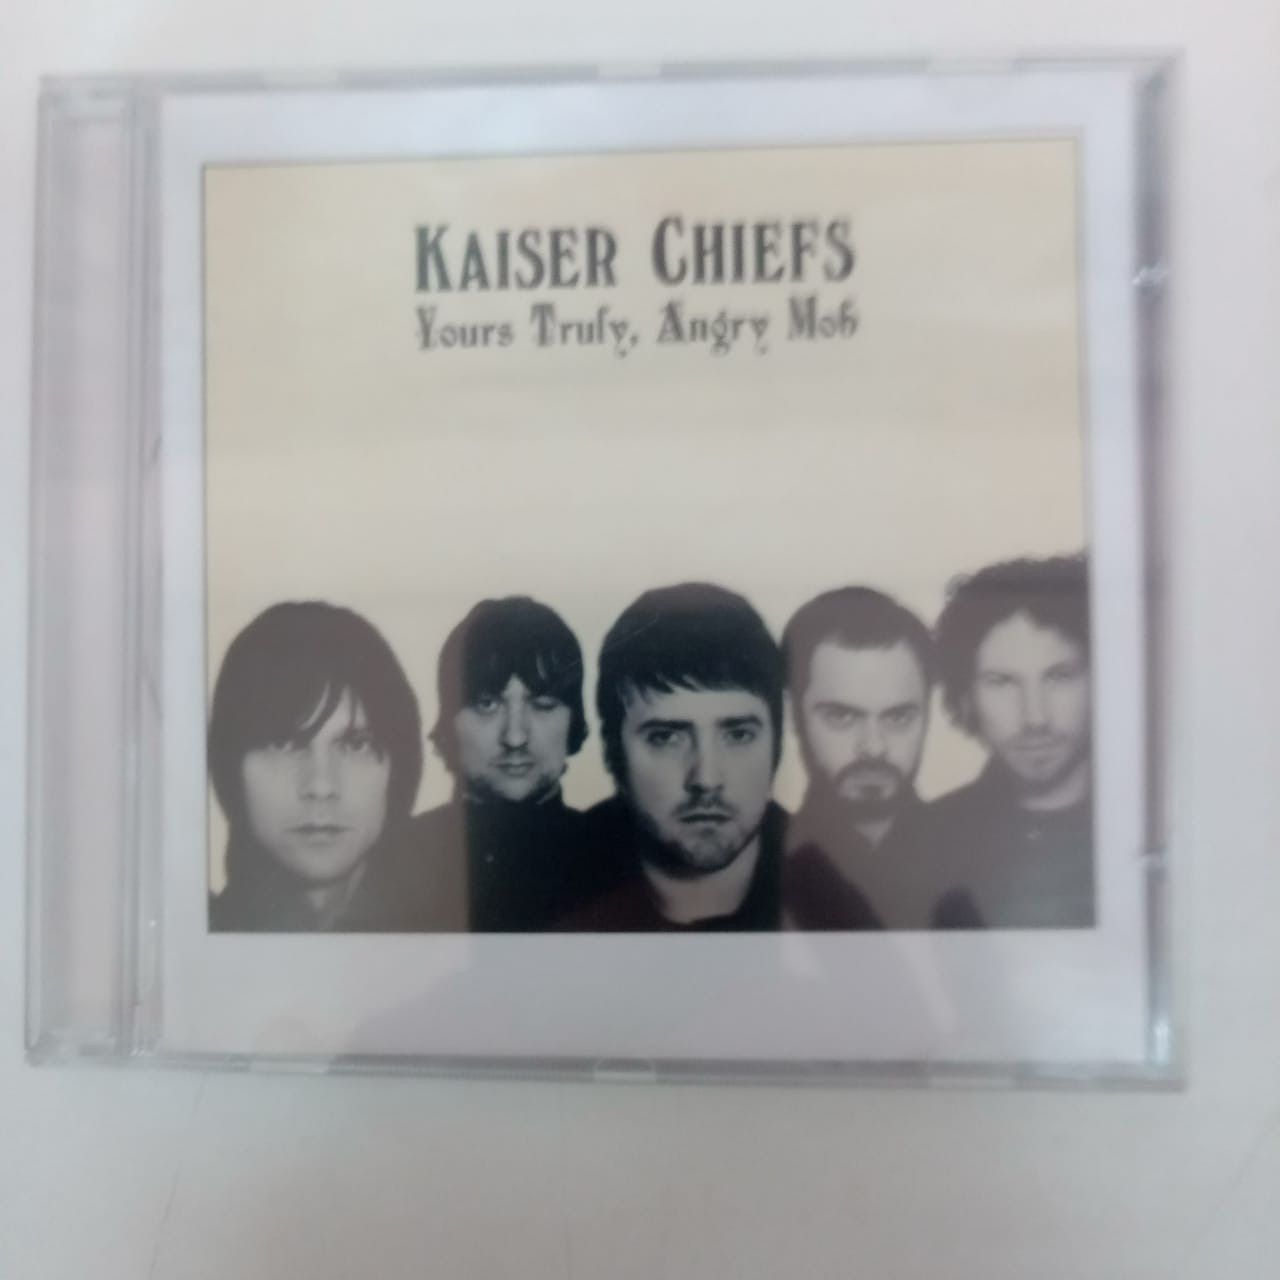 KAISER CHIEFS
Yours Truly, Angry Mob